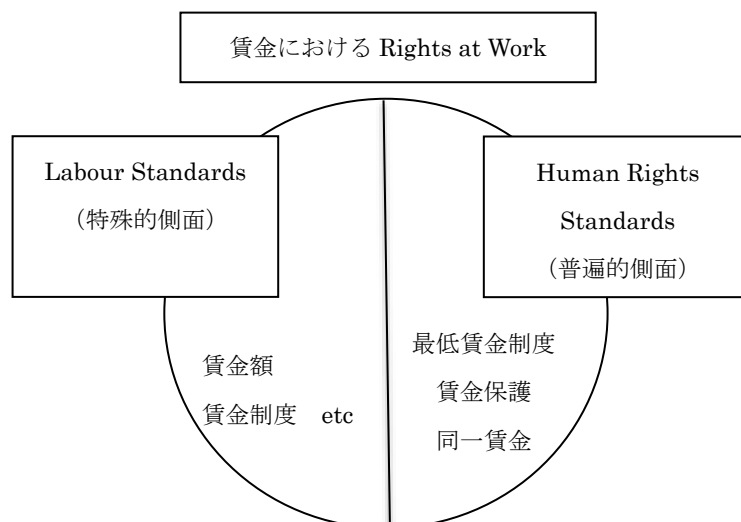 賃金における Rights at Work
Labour Standards
（特殊的側面）
Human Rights
Standards
（普遍的側面）
賃金額
賃金制度　etc
最低賃金制度
賃金保護
同一賃金